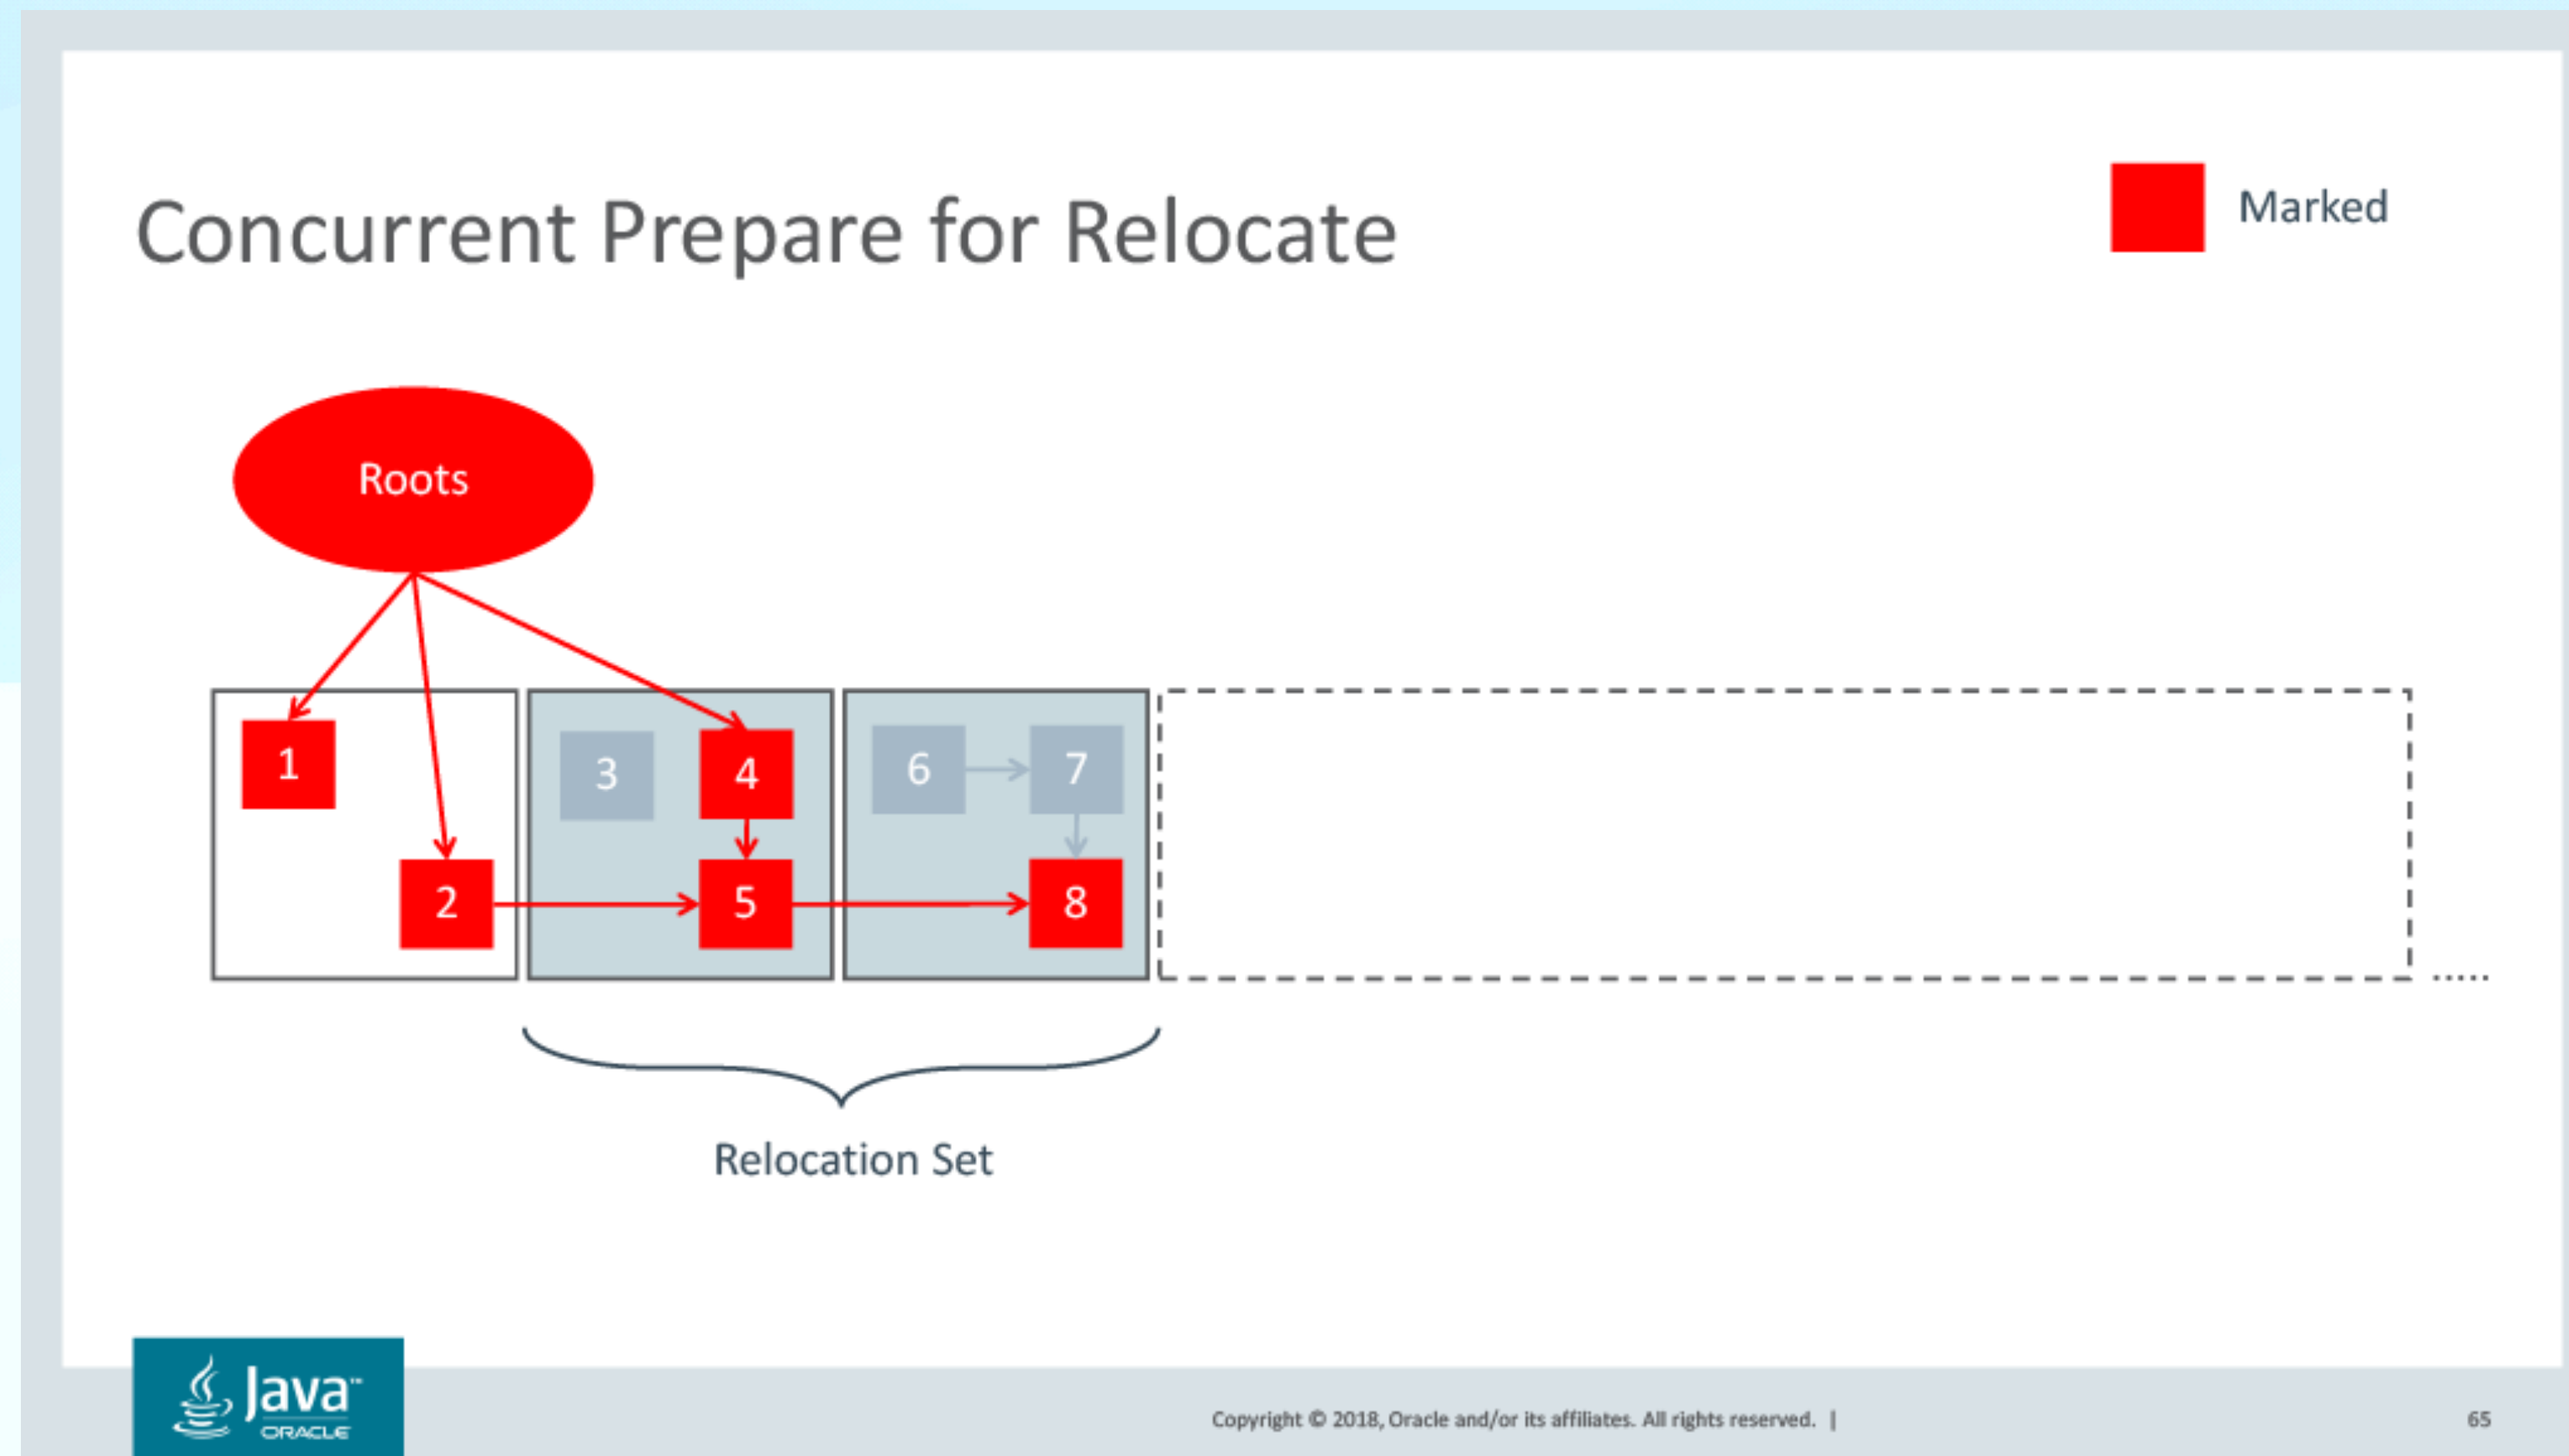 Concurrent Prepare for Relocate
Marked
Roots
1
3
4
6
7
2
5
8
Relocation Set
Java™
ORACLE
Copyright © 2018, Oracle and/or its affiliates. All rights reserved. |
65